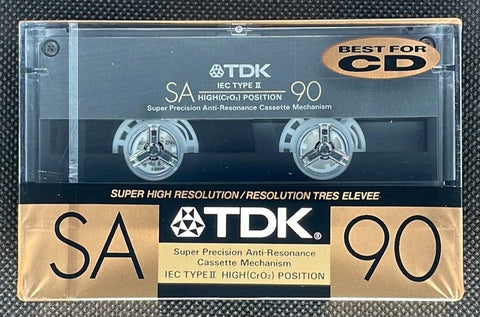 BEST FOR
CD
TDK
IEC TYPE II
SA HIGH(CrO₂) POSITION 90
Super Precision Anti-Resonance Cassette Mechanism
SUPER HIGH RESOLUTION/RESOLUTION TRES ELEVEE
SA TDK® 90
Super Precision Anti-Resonance
Cassette Mechanism
IEC TYPE II HIGH(CrO₂) POSITION